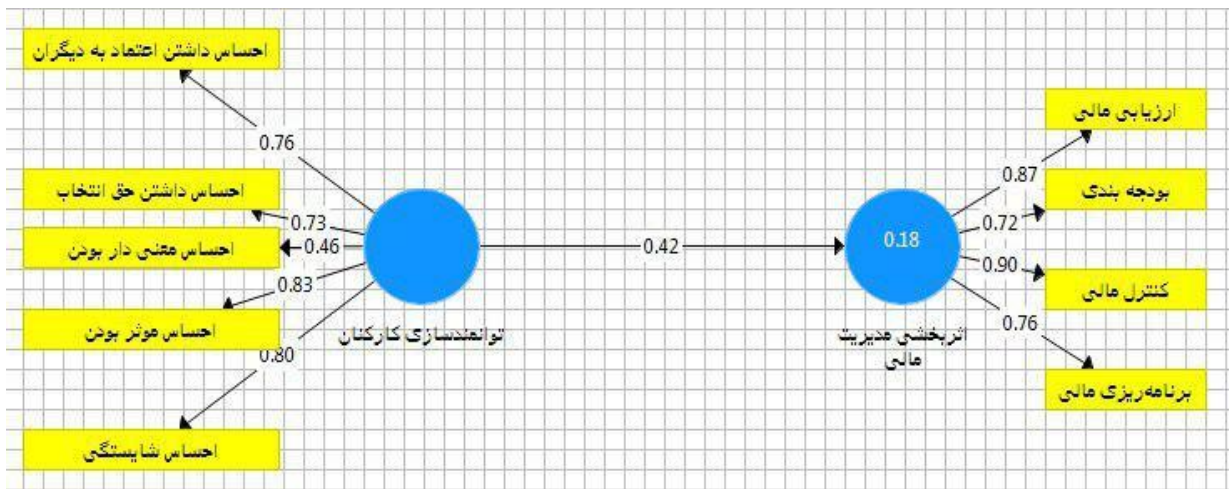 احساس داشتن اعتماد به دیگران
0.76
احساس داشتن حق انتخاب
0.73
احساس معنی دار بودن
0.46
0.83
احساس موثر بودن
0.80
احساس شایستگی
توانمندسازی کارکنان
0.42
0.18
اثربخشی مدیریت
مالی
ارزیابی مالی
0.87
بودجه بندی
0.72
0.90
کنترل مالی
0.76
برنامه‌ریزی مالی